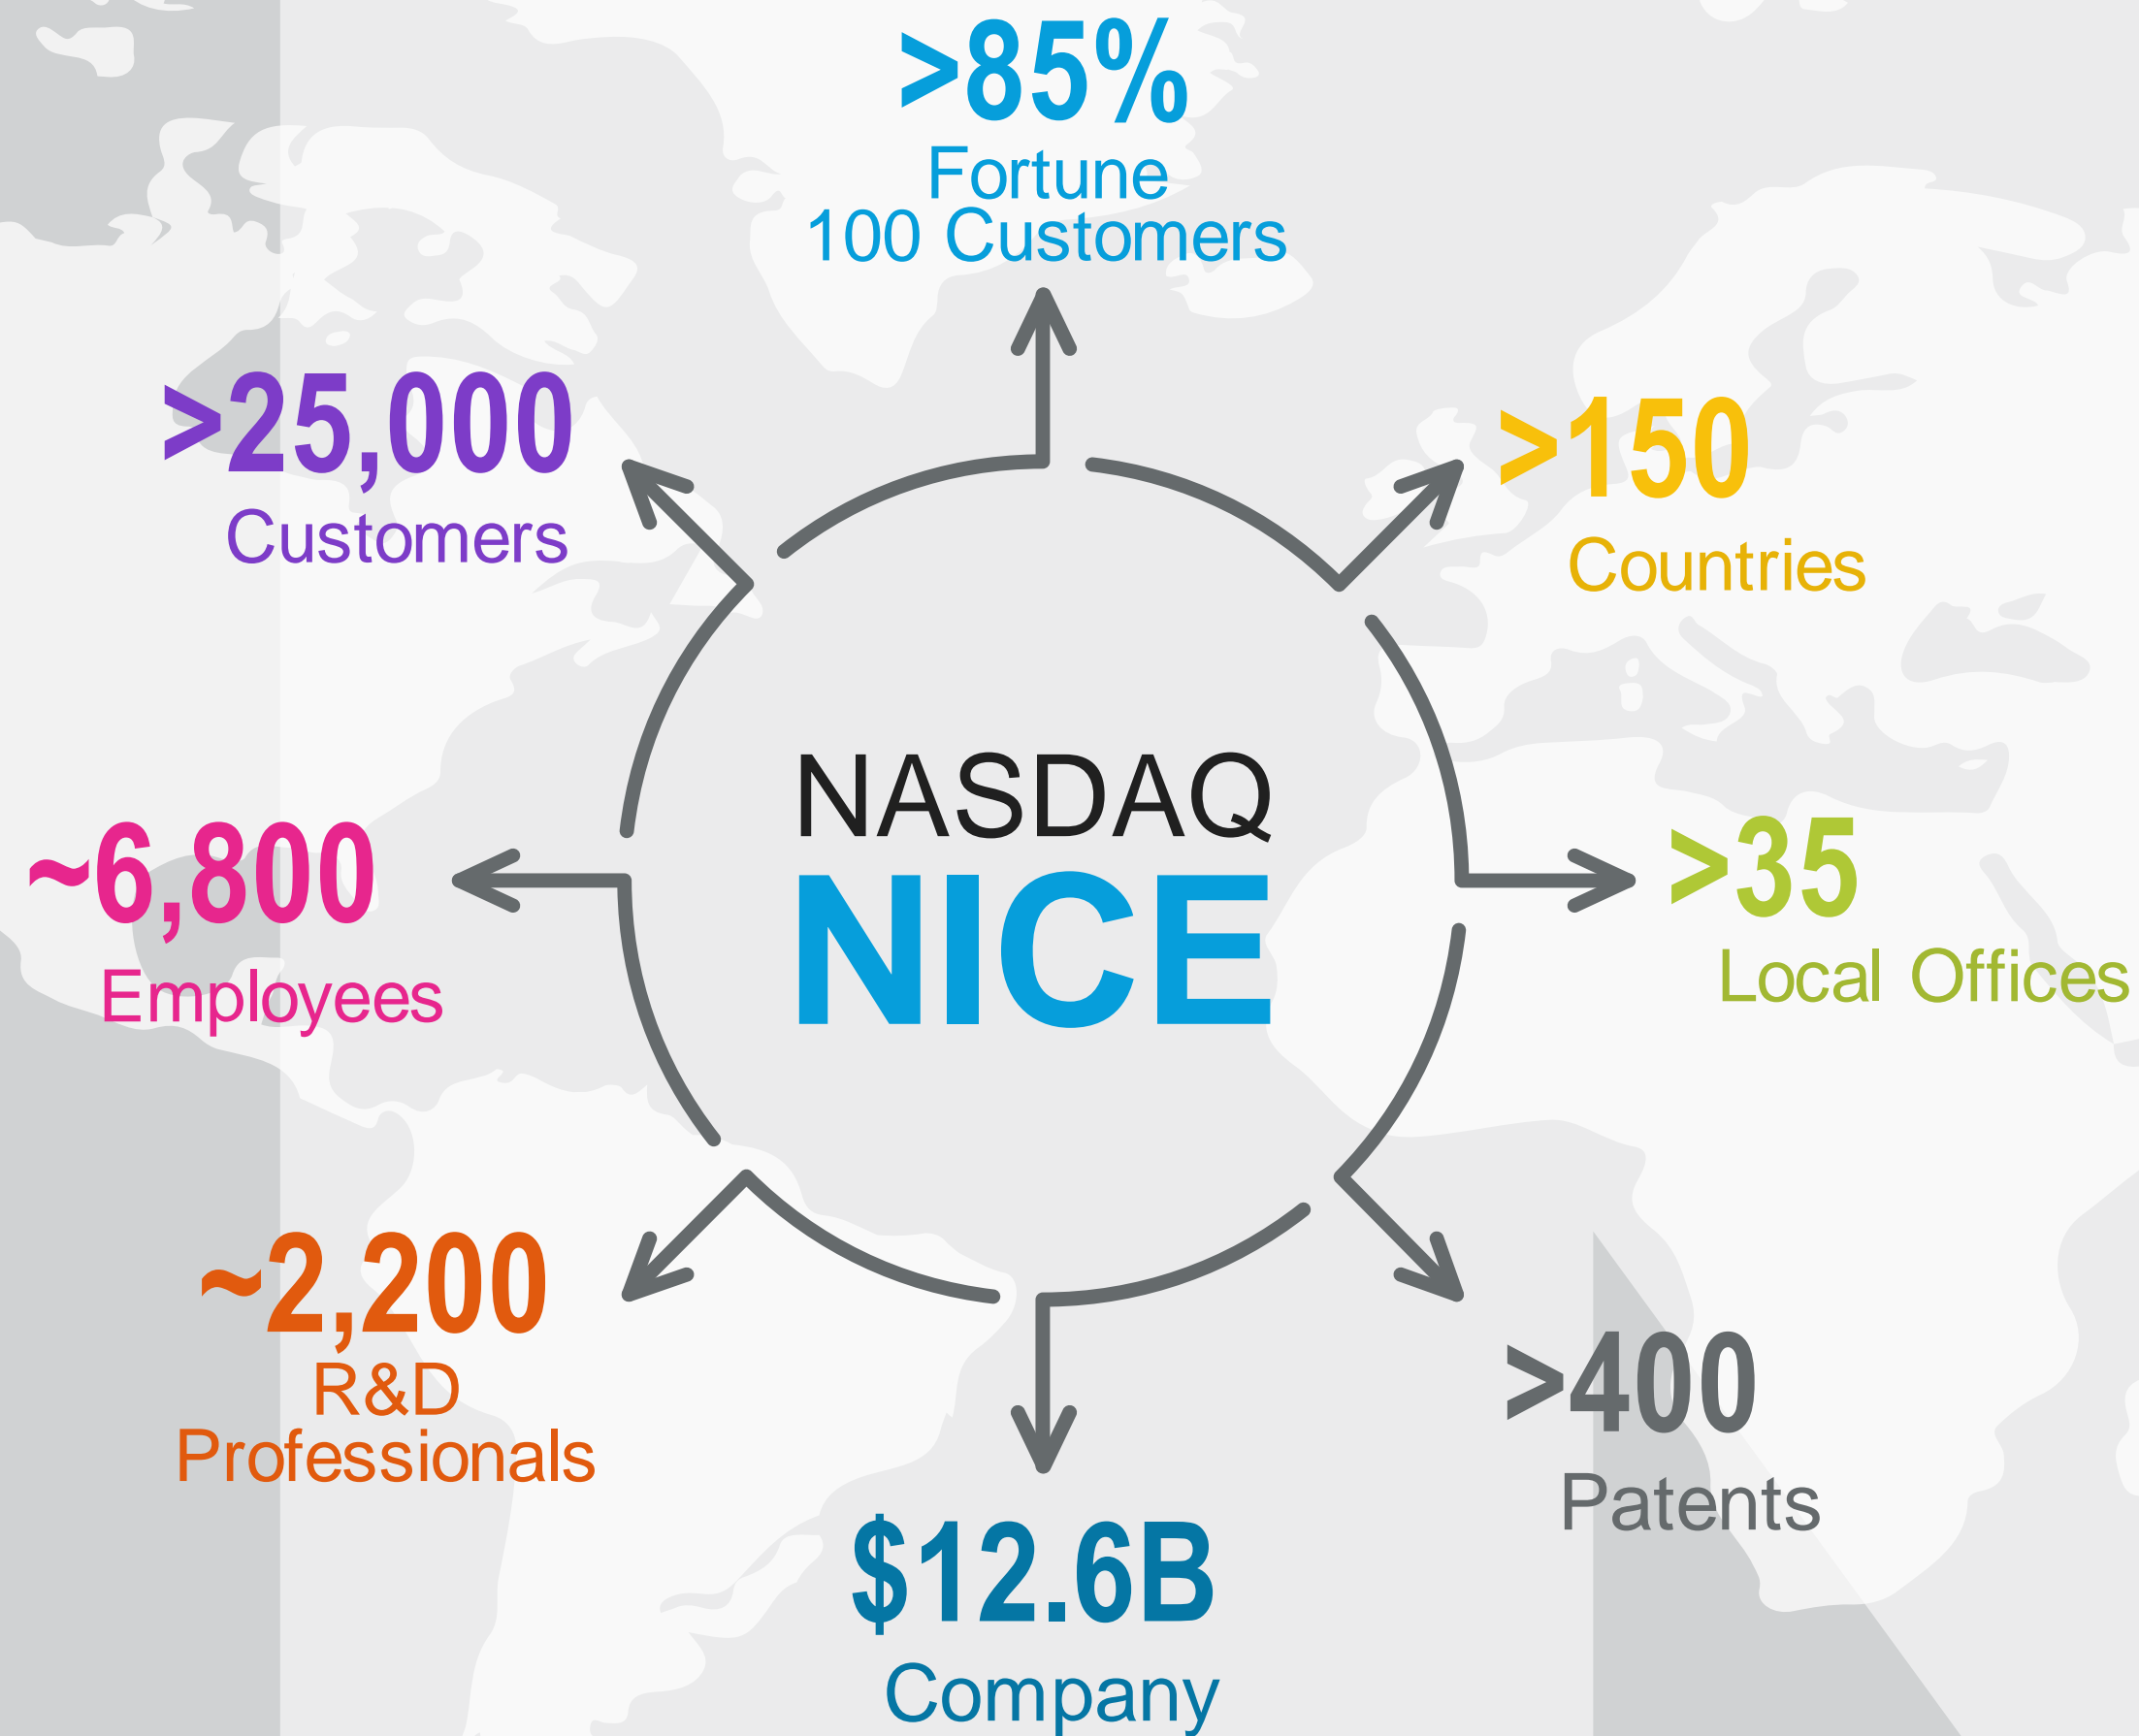 >85%
Fortune
100 Customers
>25,000
Customers
>150
Countries
NASDAQ
NICE
~6,800
Employees
>35
Local Offices
~2,200
R&D
Professionals
>400
Patents
$12.6B
Company